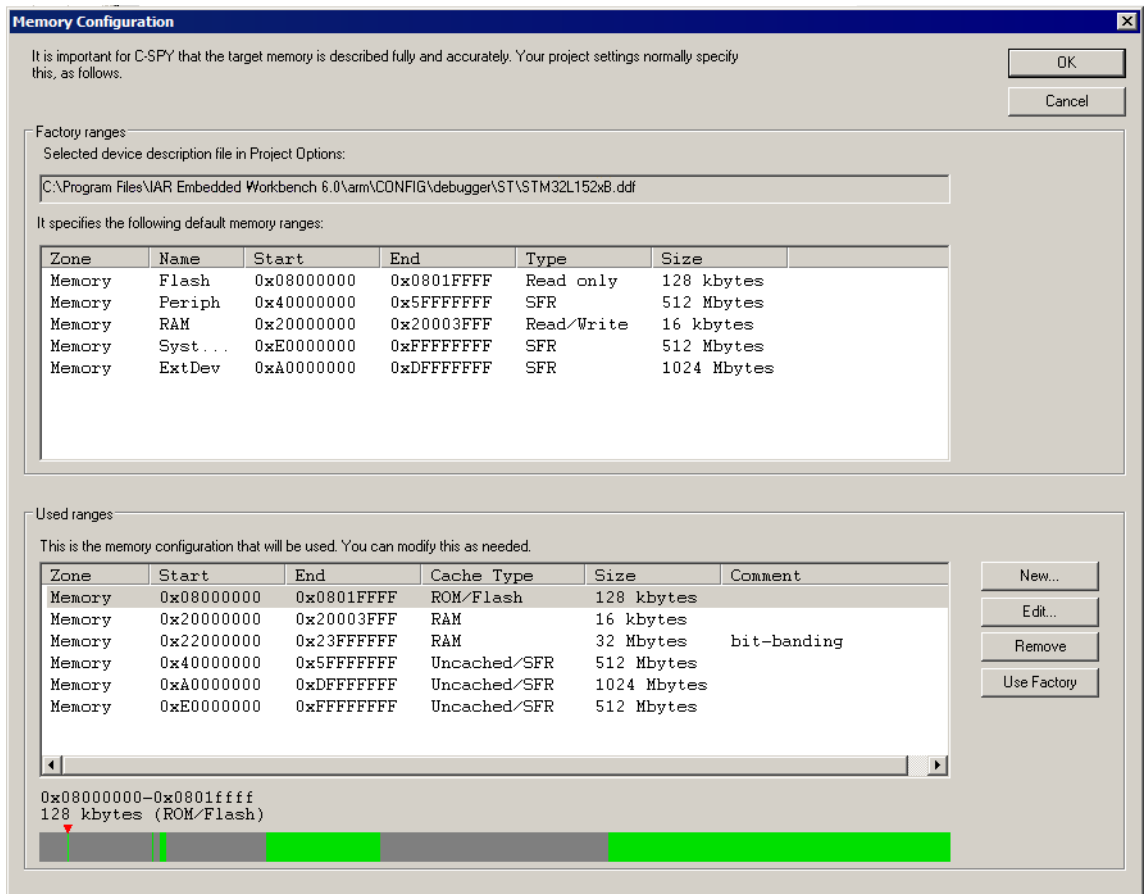 Memory Configuration
It is important for C-SPY that the target memory is described fully and accurately. Your project settings normally specify
this, as follows.
OK
Cancel
Factory ranges
Selected device description file in Project Options:
C:\Program Files\IAR Embedded Workbench 6.0\arm\CONFIG\debugger\ST\STM32L152xB.ddf
It specifies the following default memory ranges:
Zone Name Start End Type Size
Memory Flash 0x08000000 0x0801FFFF Read only 128 kbytes
Memory Periph 0x40000000 0x5FFFFFFF SFR 512 Mbytes
Memory RAM 0x20000000 0x20003FFF Read/Write 16 kbytes
Memory Syst... 0xE0000000 0xFFFFFFFF SFR 512 Mbytes
Memory ExtDev 0xA0000000 0xDFFFFFFF SFR 1024 Mbytes
Used ranges
This is the memory configuration that will be used. You can modify this as needed.
Zone Start End Cache Type Size Comment
Memory 0x08000000 0x0801FFFF ROM/Flash 128 kbytes
Memory 0x20000000 0x20003FFF RAM 16 kbytes
Memory 0x22000000 0x23FFFFFF RAM 32 Mbytes bit-banding
Memory 0x40000000 0x5FFFFFFF Uncached/SFR 512 Mbytes
Memory 0xA0000000 0xDFFFFFFF Uncached/SFR 1024 Mbytes
Memory 0xE0000000 0xFFFFFFFF Uncached/SFR 512 Mbytes
New...
Edit...
Remove
Use Factory
0x08000000-0x0801ffff
128 kbytes (ROM/Flash)